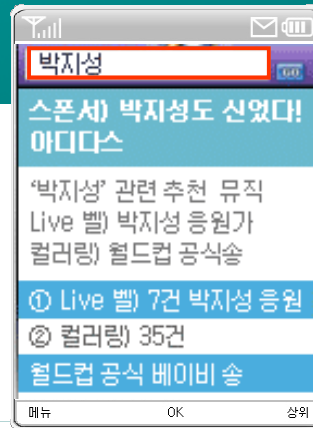 박지성
GO
스폰서) 박지성도 신었다!
아디다스
‘박지성’ 관련 추천 뮤직
Live 벨) 박지성 응원가
컬러링) 월드컵 공식송
① Live 벨) 7건 박지성 응원
② 컬러링) 35건
월드컵 공식 베이비 송
메뉴 OK 상위